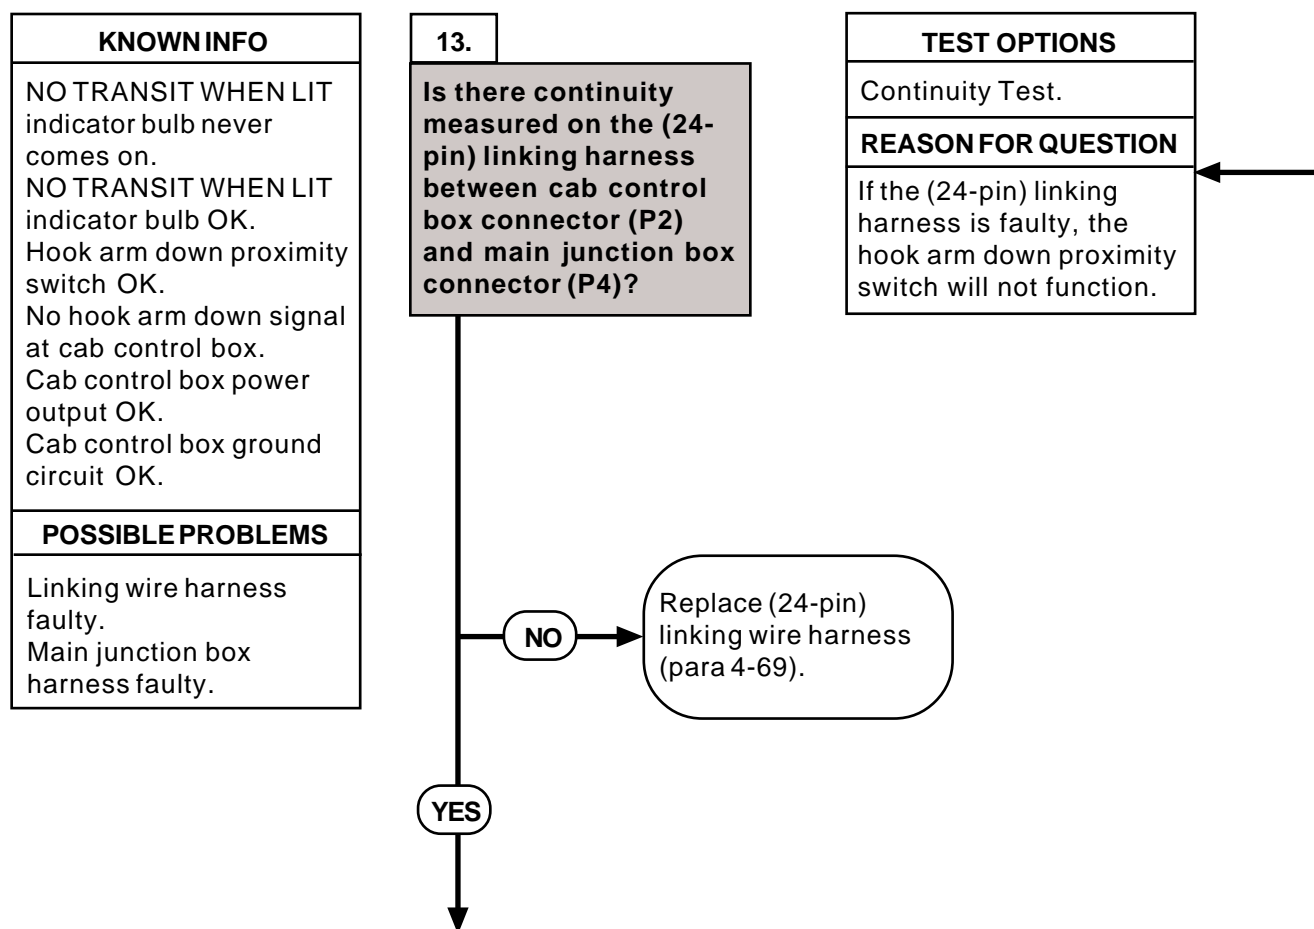 KNOWN INFO
NO TRANSIT WHEN LIT
indicator bulb never
comes on.
NO TRANSIT WHEN LIT
indicator bulb OK.
Hook arm down proximity
switch OK.
No hook arm down signal
at cab control box.
Cab control box power
output OK.
Cab control box ground
circuit OK.
POSSIBLE PROBLEMS
Linking wire harness
faulty.
Main junction box
harness faulty.
13.
Is there continuity
measured on the (24-
pin) linking harness
between cab control
box connector (P2)
and main junction box
connector (P4)?
TEST OPTIONS
Continuity Test.
REASON FOR QUESTION
If the (24-pin) linking
harness is faulty, the
hook arm down proximity
switch will not function.
NO
Replace (24-pin)
linking wire harness
(para 4-69).
YES